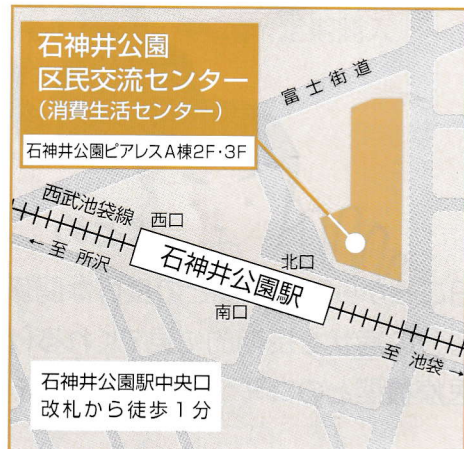 石神井公園
区民交流センター
（消費生活センター）
石神井公園ピアレスA棟2F・3F
富士街道
西武池袋線
西口
← 至 所沢
石神井公園駅
北口
南口
至 池袋 →
石神井公園駅中央口
改札から徒歩1分